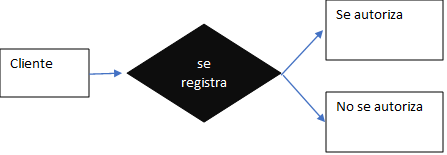 Cliente
se
registra
Se autoriza
No se autoriza